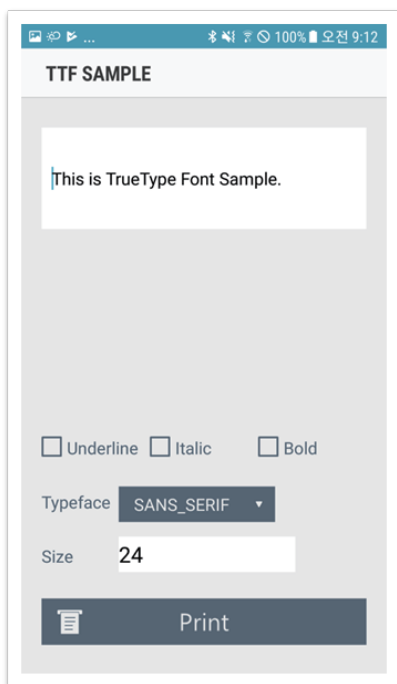 ... 100% 오전 9:12
TTF SAMPLE
This is TrueType Font Sample.
Underline Italic Bold
Typeface SANS_SERIF
Size 24
Print